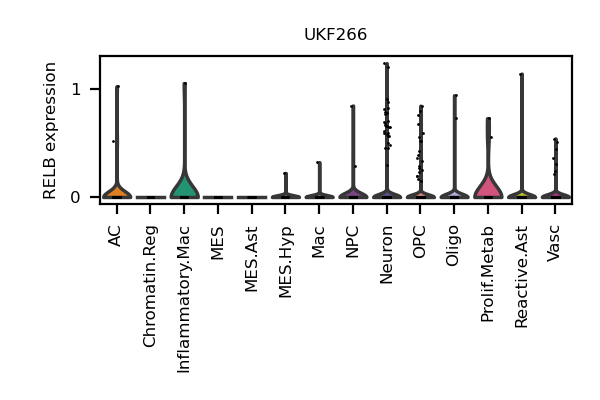 UKF266
RELB expression
1
0
AC
Chromatin.Reg
Inflammatory.Mac
MES
MES.Ast
MES.Hyp
Mac
NPC
Neuron
OPC
Oligo
Prolif.Metab
Reactive.Ast
Vasc